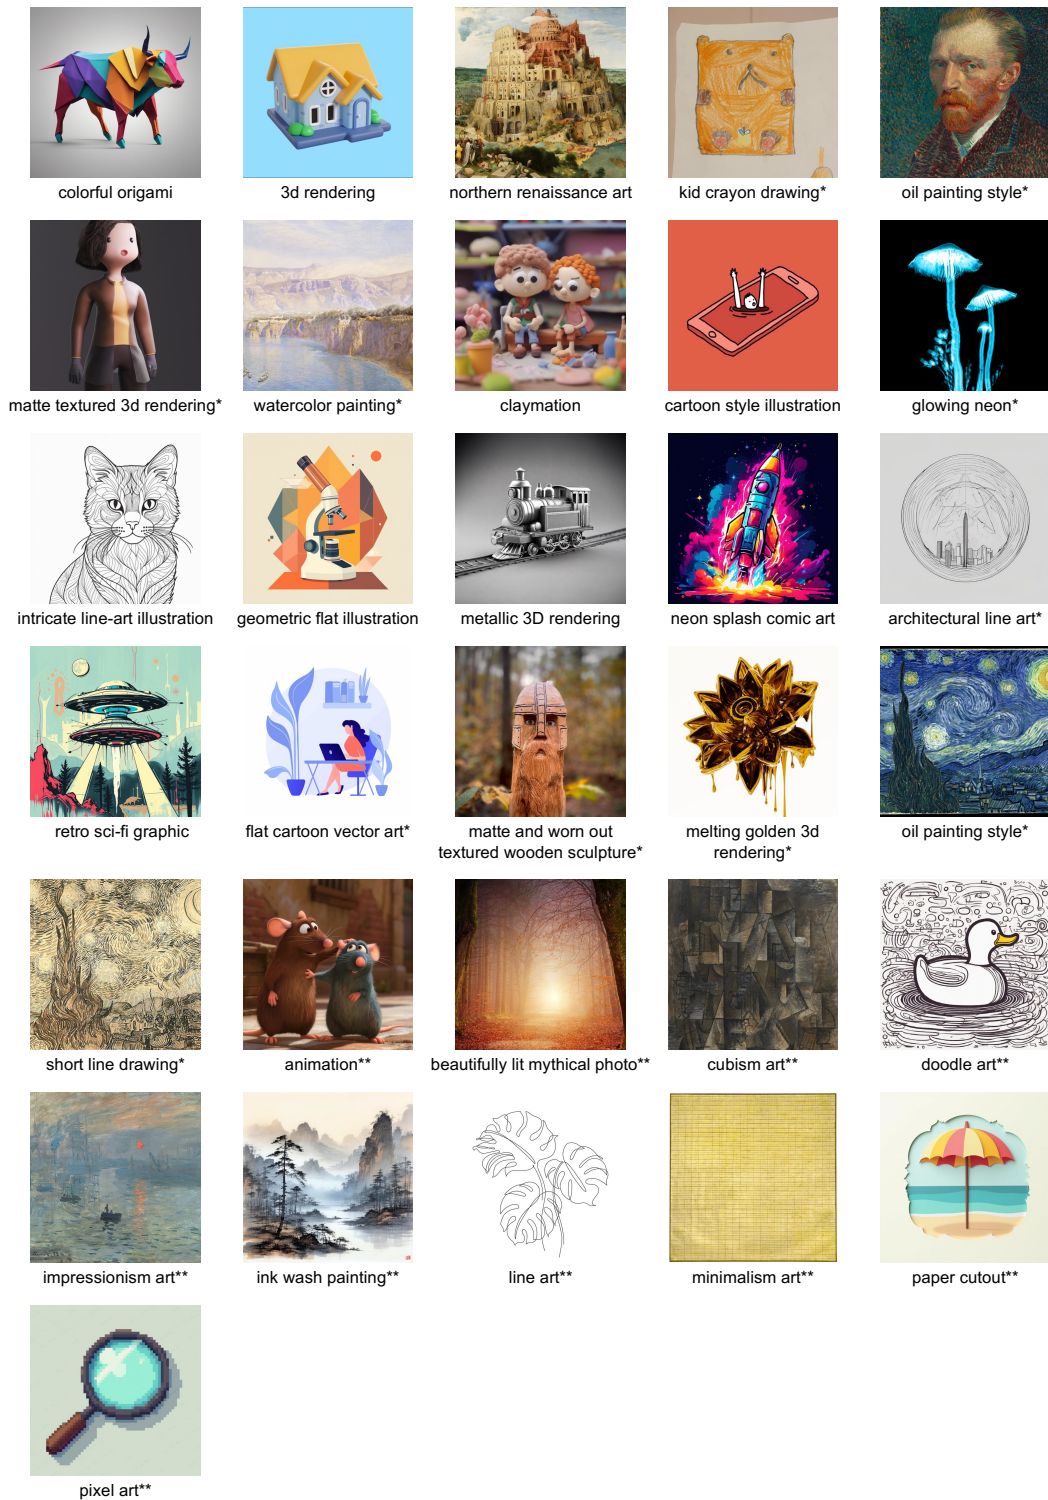 colorful origami
3d rendering
northern renaissance art
kid crayon drawing*
oil painting style*
matte textured 3d rendering*
watercolor painting*
claymation
cartoon style illustration
glowing neon*
intricate line-art illustration
geometric flat illustration
metallic 3D rendering
neon splash comic art
architectural line art*
retro sci-fi graphic
flat cartoon vector art*
matte and worn out
textured wooden sculpture*
melting golden 3d
rendering*
oil painting style*
short line drawing*
animation**
beautifully lit mythical photo**
cubism art**
doodle art**
impressionism art**
ink wash painting**
line art**
minimalism art**
paper cutout**
pixel art**